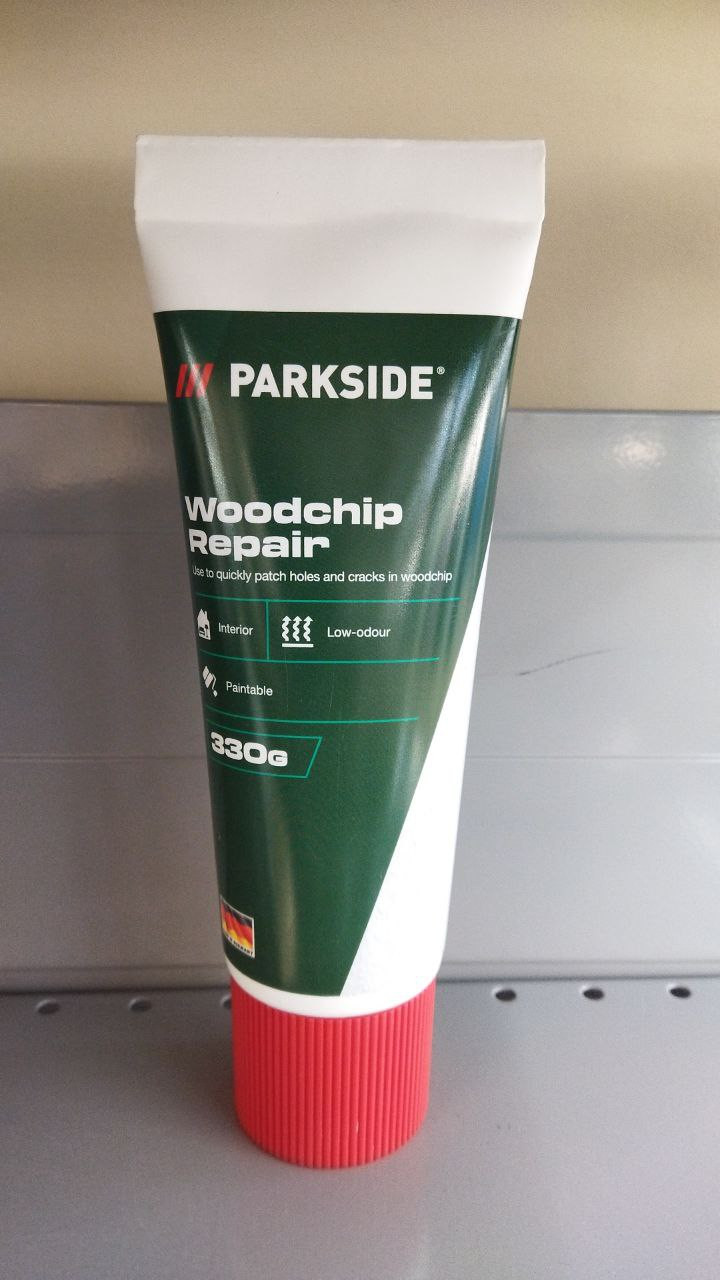 PARKSIDE®
Woodchip
Repair
Use to quickly patch holes and cracks in woodchip
Interior
Low-odour
Paintable
330G